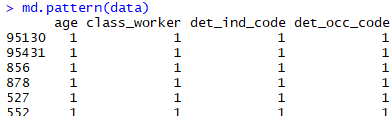 > md.pattern(data)
age class_worker det_ind_code det_occ_code
95130 1 1 1 1
95431 1 1 1 1
856 1 1 1 1
878 1 1 1 1
527 1 1 1 1
552 1 1 1 1